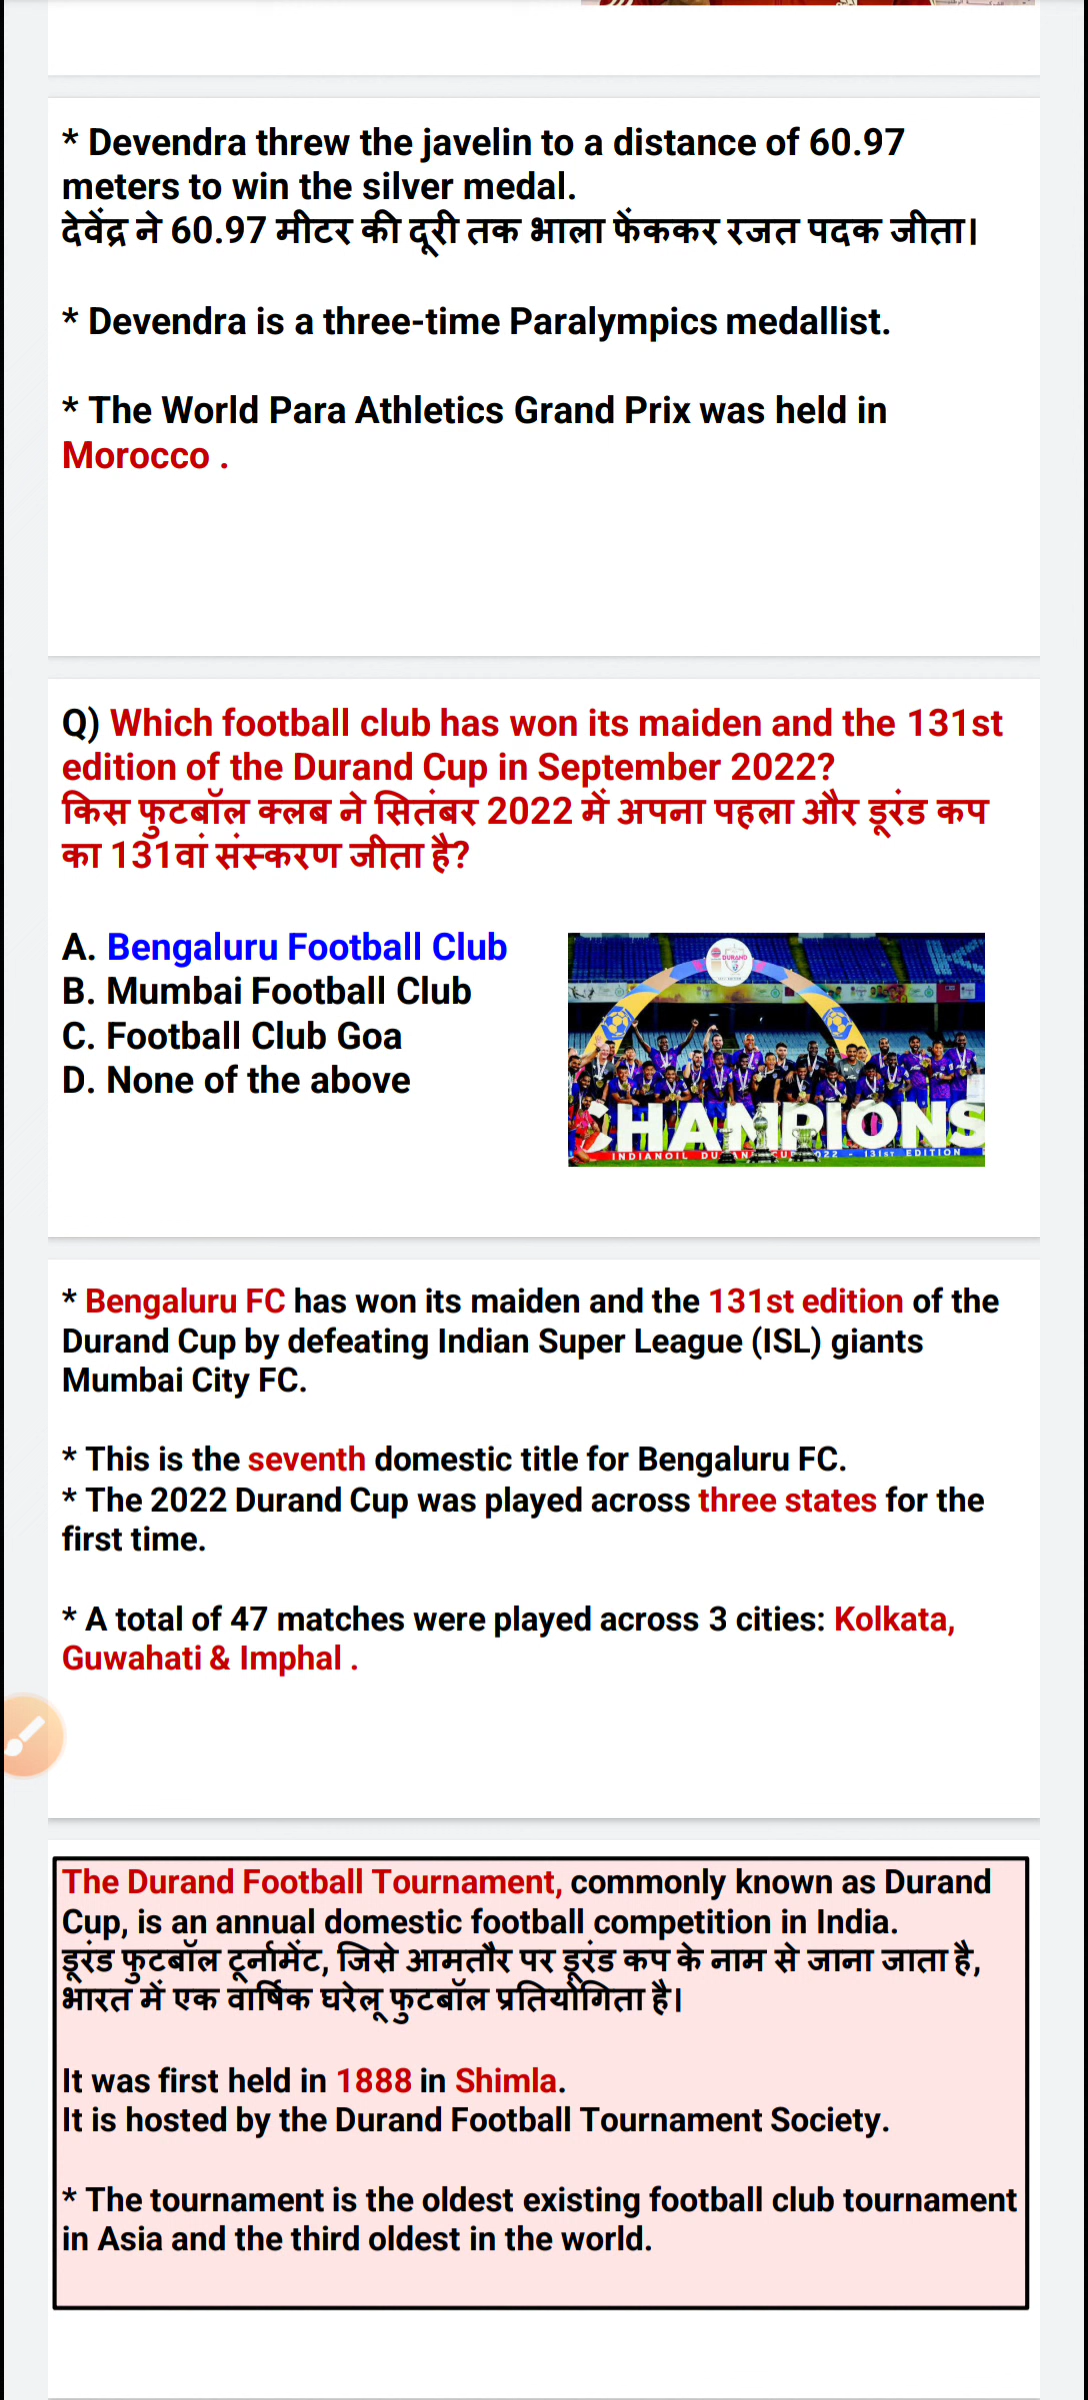 * Devendra threw the javelin to a distance of 60.97
meters to win the silver medal.
देवेंद्र ने 60.97 मीटर की दूरी तक भाला फेंककर रजत पदक जीता।
* Devendra is a three-time Paralympics medallist.
* The World Para Athletics Grand Prix was held in
Morocco .
Q) Which football club has won its maiden and the 131st
edition of the Durand Cup in September 2022?
किस फुटबॉल क्लब ने सितंबर 2022 में अपना पहला और डूरंड कप
का 131वां संस्करण जीता है?
A. Bengaluru Football Club
B. Mumbai Football Club
C. Football Club Goa
D. None of the above
DURAND
CHAMPIONS
INDIANOIL DURAND CUP 2022 - 131ST EDITION
* Bengaluru FC has won its maiden and the 131st edition of the
Durand Cup by defeating Indian Super League (ISL) giants
Mumbai City FC.
* This is the seventh domestic title for Bengaluru FC.
* The 2022 Durand Cup was played across three states for the
first time.
* A total of 47 matches were played across 3 cities: Kolkata,
Guwahati & Imphal .
The Durand Football Tournament, commonly known as Durand
Cup, is an annual domestic football competition in India.
डूरंड फुटबॉल टूर्नामेंट, जिसे आमतौर पर डूरंड कप के नाम से जाना जाता है,
भारत में एक वार्षिक घरेलू फुटबॉल प्रतियोगिता है।
It was first held in 1888 in Shimla.
It is hosted by the Durand Football Tournament Society.
* The tournament is the oldest existing football club tournament
in Asia and the third oldest in the world.